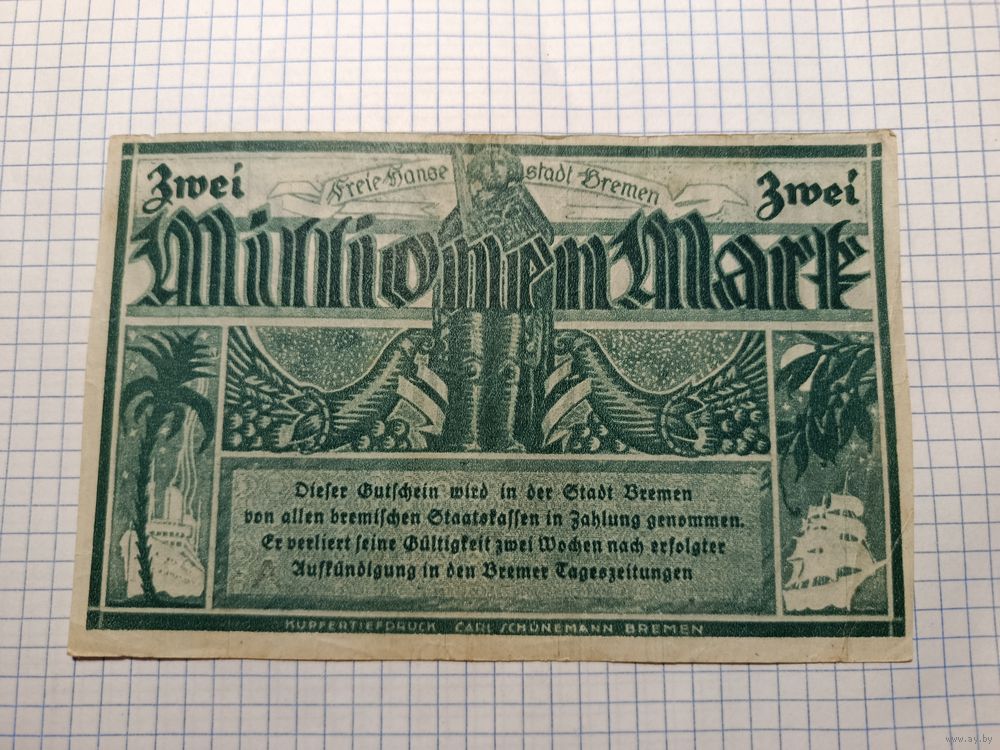 Zwei Freie Hanse stadt Bremen Zwei
Millionen Mark
Dieser Gutschein wird in der Stadt Bremen
von allen bremischen Staatskassen in Zahlung genommen.
Er verliert seine Gültigkeit zwei Wochen nach erfolgter
Aufkündigung in den Bremer Tageszeitungen
A
KUPFERTIEFDRUCK CARL SCHÜNEMANN BREMEN
www.ay.by